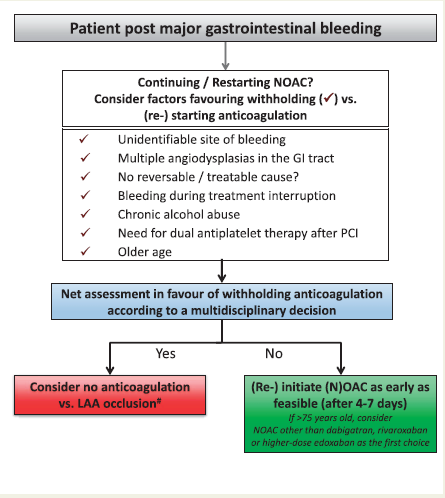 Patient post major gastrointestinal bleeding
Continuing / Restarting NOAC?
Consider factors favouring withholding (✓) vs.
(re-) starting anticoagulation
✓ Unidentifiable site of bleeding
✓ Multiple angiodysplasias in the GI tract
✓ No reversable / treatable cause?
✓ Bleeding during treatment interruption
✓ Chronic alcohol abuse
✓ Need for dual antiplatelet therapy after PCI
✓ Older age
Net assessment in favour of withholding anticoagulation
according to a multidisciplinary decision
Yes
No
Consider no anticoagulation
vs. LAA occlusion#
(Re-) initiate (N)OAC as early as
feasible (after 4-7 days)
If >75 years old, consider
NOAC other than dabigatran, rivaroxaban
or higher-dose edoxaban as the first choice